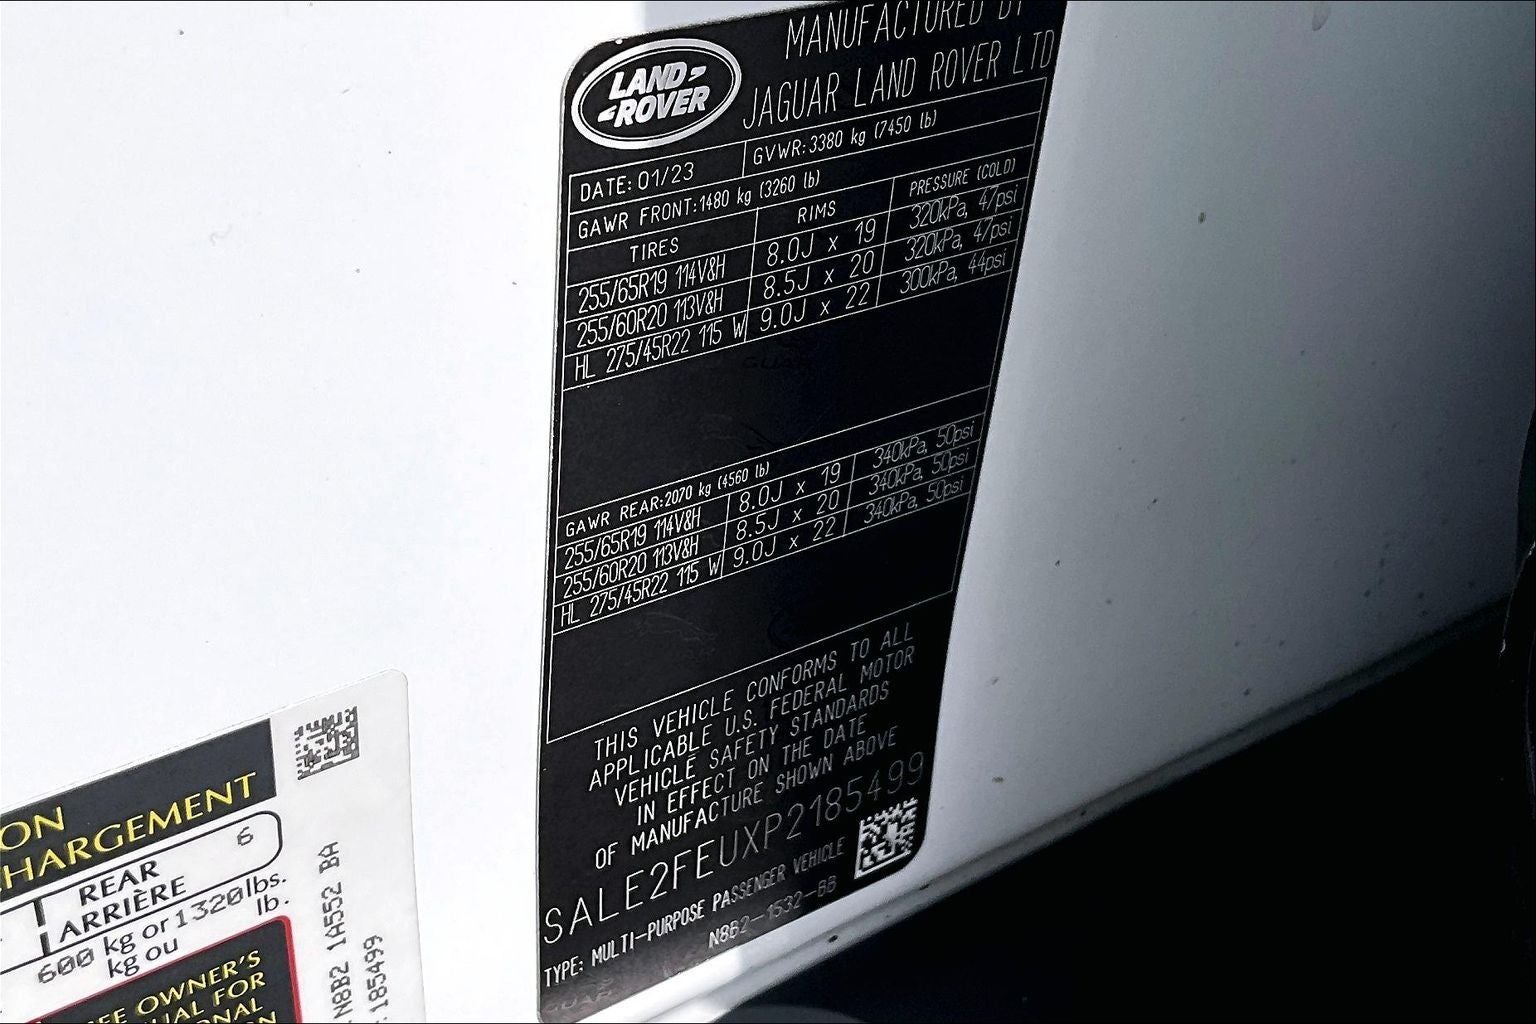 LAND
ROVER
MANUFACTURED BY
JAGUAR LAND ROVER LTD
DATE: 01/23
GVWR: 3380 kg (7450 lb)
GAWR FRONT: 1480 kg (3260 lb)
TIRES RIMS PRESSURE (COLD)
255/65R19 114V&H 8.0J x 19 320kPa, 47psi
255/60R20 113V&H 8.5J x 20 320kPa, 47psi
HL 275/45R22 115 W 9.0J x 22 300kPa, 44psi
GAWR REAR: 2070 kg (4560 lb)
255/65R19 114V&H 8.0J x 19 340kPa, 50psi
255/60R20 113V&H 8.5J x 20 340kPa, 50psi
HL 275/45R22 115 W 9.0J x 22 340kPa, 50psi
THIS VEHICLE CONFORMS TO ALL
APPLICABLE U.S. FEDERAL MOTOR
VEHICLE SAFETY STANDARDS
IN EFFECT ON THE DATE
OF MANUFACTURE SHOWN ABOVE
SALE2FEUXP2185499
TYPE: MULTI-PURPOSE PASSENGER VEHICLE
N8B2-1532-BB
ON
HARGEMENT
REAR 6
ARRIÈRE
600 kg or 1320 lbs.
kg ou lb.
EE OWNER'S
UAL FOR
ONAL
ON
N8B2 1A552 BA
185499